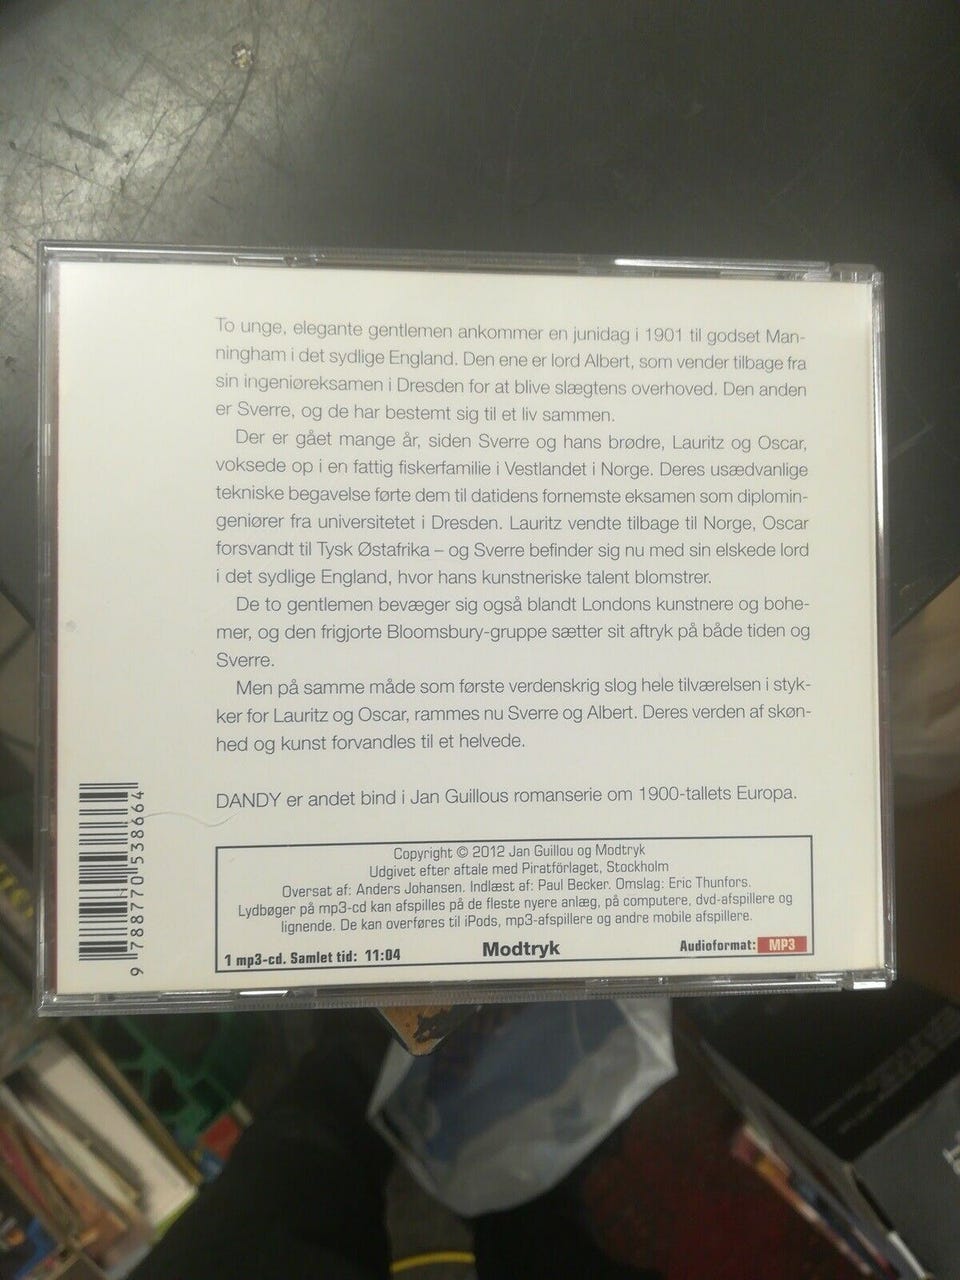 To unge, elegante gentlemen ankommer en junidag i 1901 til godset Man-
ningham i det sydlige England. Den ene er lord Albert, som vender tilbage fra
sin ingeniøreksamen i Dresden for at blive slægtens overhoved. Den anden
er Sverre, og de har bestemt sig til et liv sammen.
Der er gået mange år, siden Sverre og hans brødre, Lauritz og Oscar,
voksede op i en fattig fiskerfamilie i Vestlandet i Norge. Deres usædvanlige
tekniske begavelse førte dem til datidens fornemste eksamen som diplomin-
geniører fra universitetet i Dresden. Lauritz vendte tilbage til Norge, Oscar
forsvandt til Tysk Østafrika – og Sverre befinder sig nu med sin elskede lord
i det sydlige England, hvor hans kunstneriske talent blomstrer.
De to gentlemen bevæger sig også blandt Londons kunstnere og bohe-
mer, og den frigjorte Bloomsbury-gruppe sætter sit aftryk på både tiden og
Sverre.
Men på samme måde som første verdenskrig slog hele tilværelsen i styk-
ker for Lauritz og Oscar, rammes nu Sverre og Albert. Deres verden af skøn-
hed og kunst forvandles til et helvede.
DANDY er andet bind i Jan Guillous romanserie om 1900-tallets Europa.
Copyright © 2012 Jan Guillou og Modtryk
Udgivet efter aftale med Piratförlaget, Stockholm
Oversat af: Anders Johansen. Indlæst af: Paul Becker. Omslag: Eric Thunfors.
Lydbøger på mp3-cd kan afspilles på de fleste nyere anlæg, på computere, dvd-afspillere og
lignende. De kan overføres til iPods, mp3-afspillere og andre mobile afspillere.
1 mp3-cd. Samlet tid: 11:04 Modtryk Audioformat: MP3
9 788770 538664